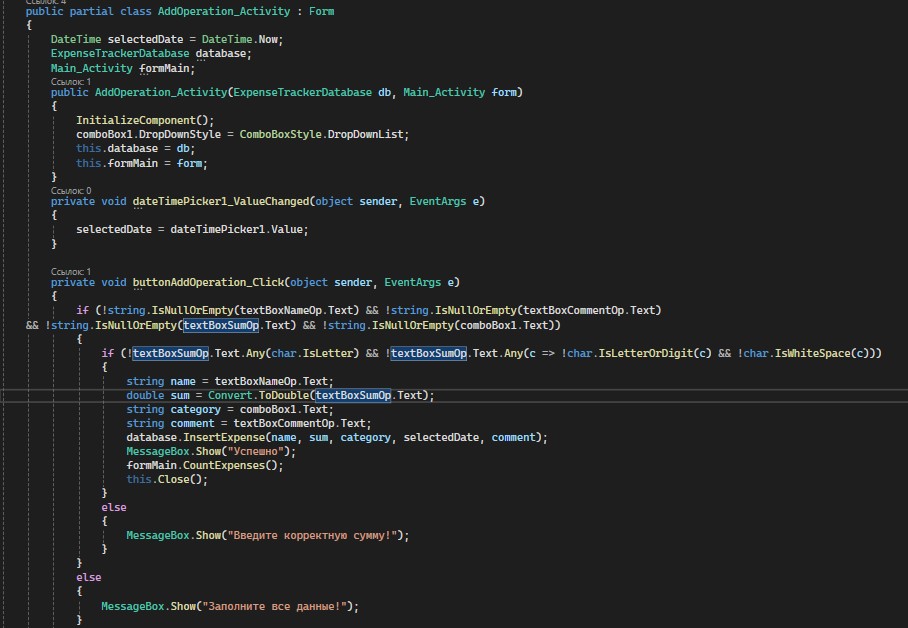 Ссылок: 4
public partial class AddOperation_Activity : Form
{
DateTime selectedDate = DateTime.Now;
ExpenseTrackerDatabase database;
Main_Activity formMain;
Ссылок: 1
public AddOperation_Activity(ExpenseTrackerDatabase db, Main_Activity form)
{
InitializeComponent();
comboBox1.DropDownStyle = ComboBoxStyle.DropDownList;
this.database = db;
this.formMain = form;
}
Ссылок: 0
private void dateTimePicker1_ValueChanged(object sender, EventArgs e)
{
selectedDate = dateTimePicker1.Value;
}
Ссылок: 1
private void buttonAddOperation_Click(object sender, EventArgs e)
{
if (!string.IsNullOrEmpty(textBoxNameOp.Text) && !string.IsNullOrEmpty(textBoxCommentOp.Text)
&& !string.IsNullOrEmpty(textBoxSumOp.Text) && !string.IsNullOrEmpty(comboBox1.Text))
{
if (!textBoxSumOp.Text.Any(char.IsLetter) && !textBoxSumOp.Text.Any(c => !char.IsLetterOrDigit(c) && !char.IsWhiteSpace(c)))
{
string name = textBoxNameOp.Text;
double sum = Convert.ToDouble(textBoxSumOp.Text);
string category = comboBox1.Text;
string comment = textBoxCommentOp.Text;
database.InsertExpense(name, sum, category, selectedDate, comment);
MessageBox.Show("Успешно");
formMain.CountExpenses();
this.Close();
}
else
{
MessageBox.Show("Введите корректную сумму!");
}
}
else
{
MessageBox.Show("Заполните все данные!");
}